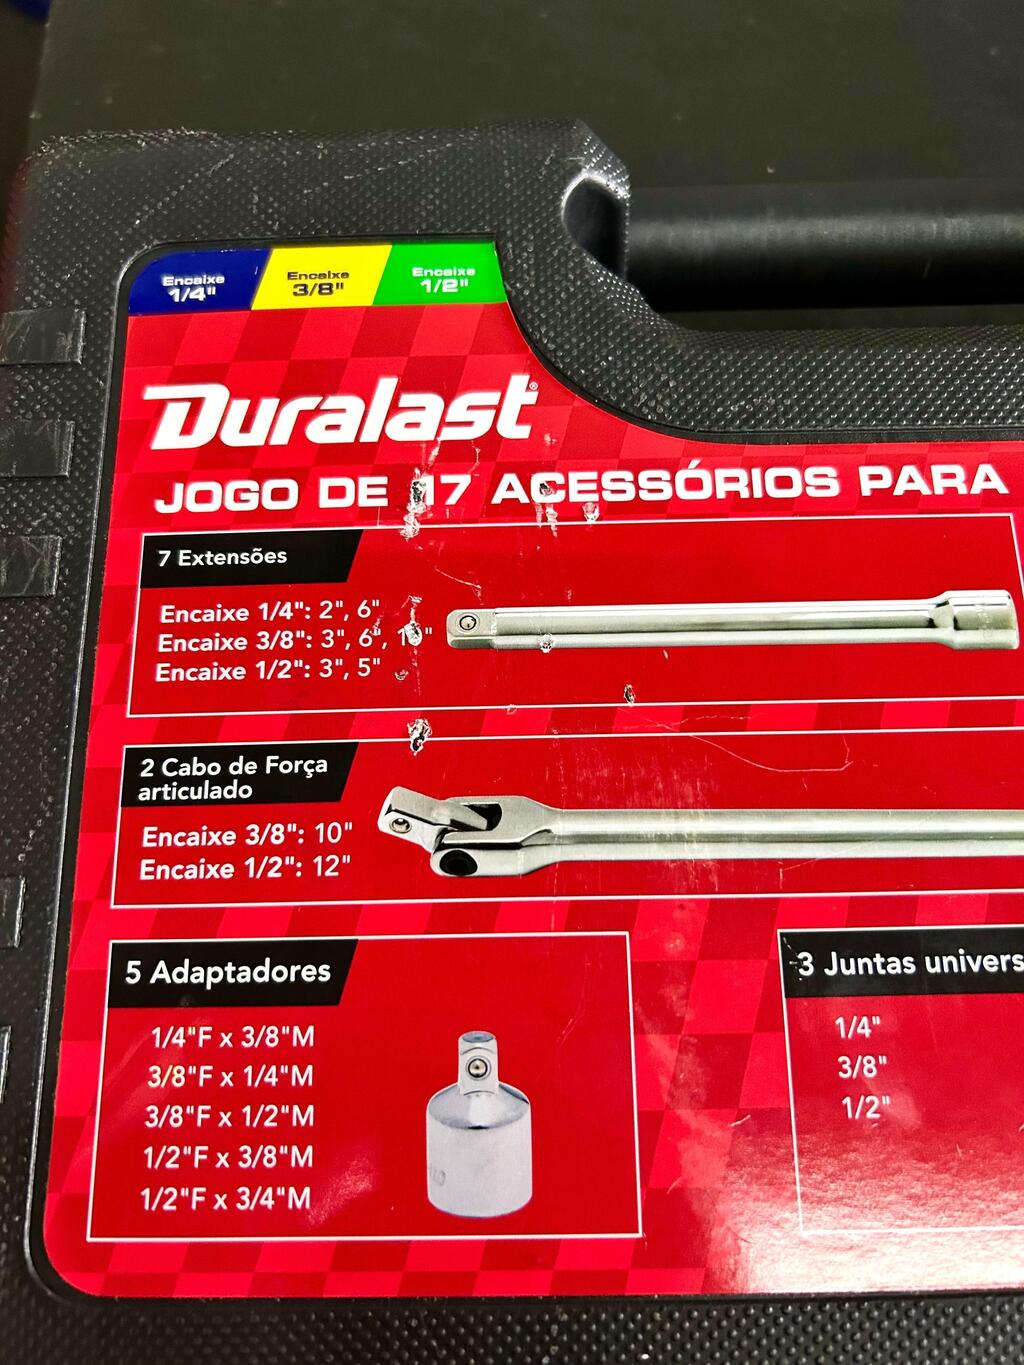 Encaixe
1/4"
Encaixe
3/8"
Encaixe
1/2"
Duralast®
JOGO DE 17 ACESSÓRIOS PARA
7 Extensões
Encaixe 1/4": 2", 6"
Encaixe 3/8": 3", 6", 10"
Encaixe 1/2": 3", 5"
2 Cabo de Força
articulado
Encaixe 3/8": 10"
Encaixe 1/2": 12"
5 Adaptadores
1/4"F x 3/8"M
3/8"F x 1/4"M
3/8"F x 1/2"M
1/2"F x 3/8"M
1/2"F x 3/4"M
3 Juntas univers
1/4"
3/8"
1/2"